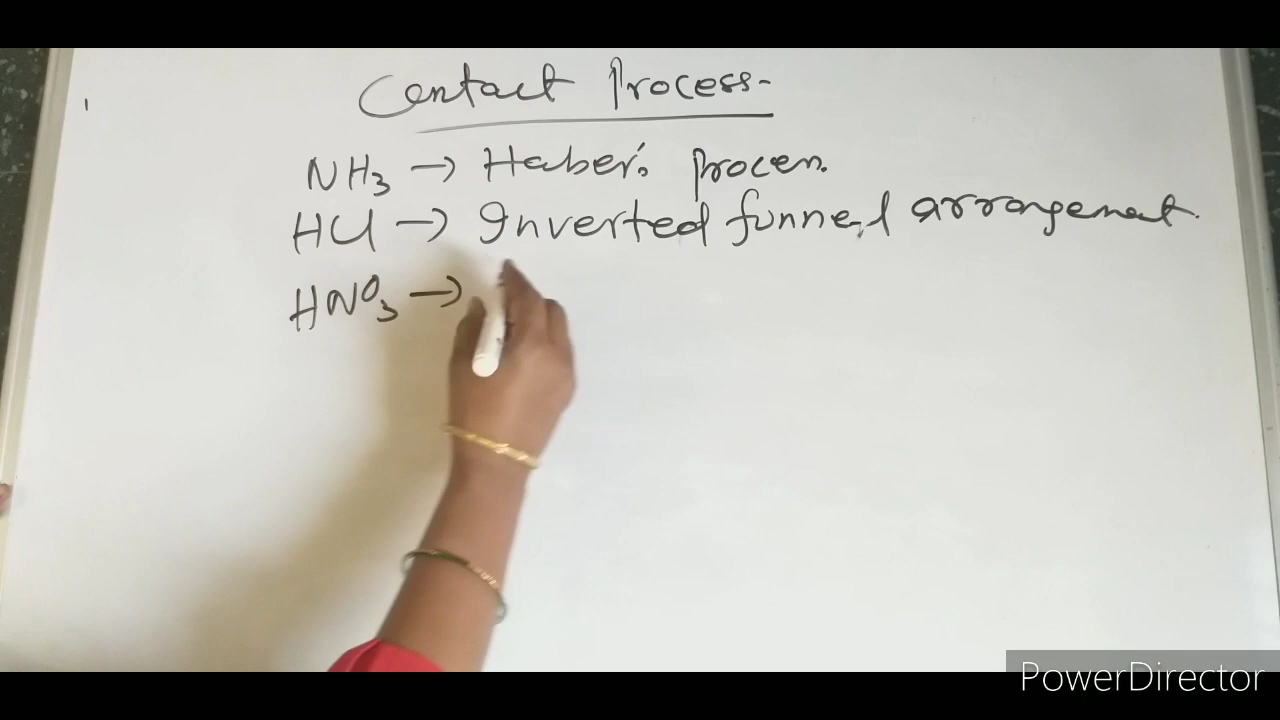 Contact Process-
NH3 → Haber's process.
HCl → Inverted funnel arrangement.
HNO3 →
PowerDirector